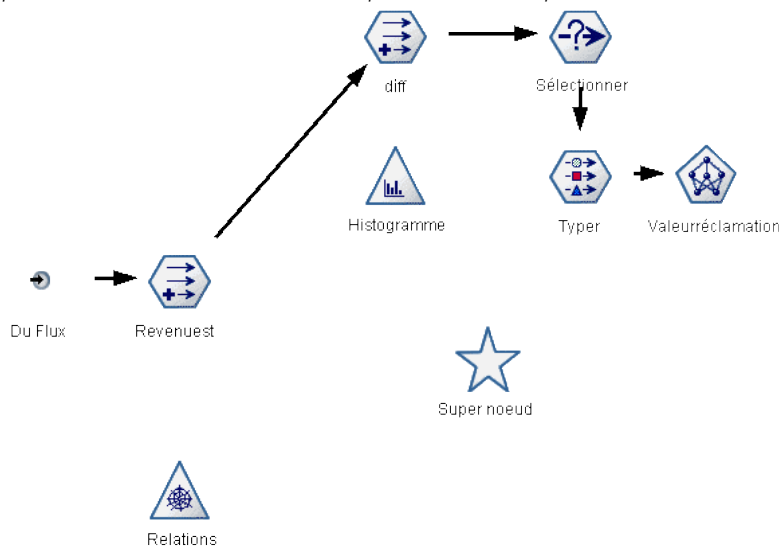 diff
Sélectionner
Histogramme
Typer
Valeurréclamation
Du Flux
Revenuest
Super noeud
Relations